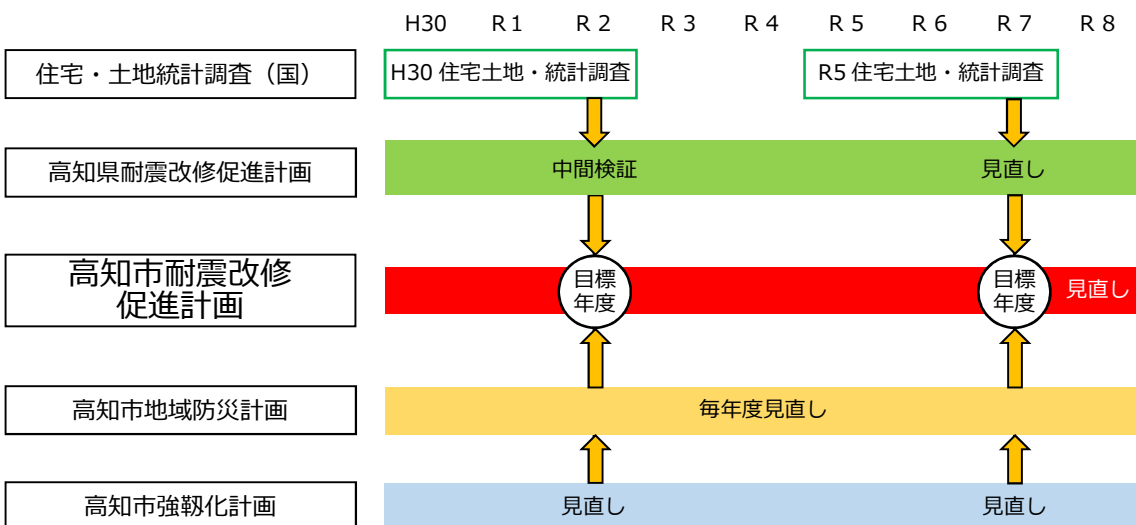 H30 R１ R２ R３ R４ R５ R６ R７ R８
住宅・土地統計調査（国） H30 住宅土地・統計調査 R5 住宅土地・統計調査
高知県耐震改修促進計画 中間検証 見直し
高知市耐震改修
促進計画
目標
年度
目標
年度
見直し
高知市地域防災計画 毎年度見直し
高知市強靱化計画 見直し 見直し